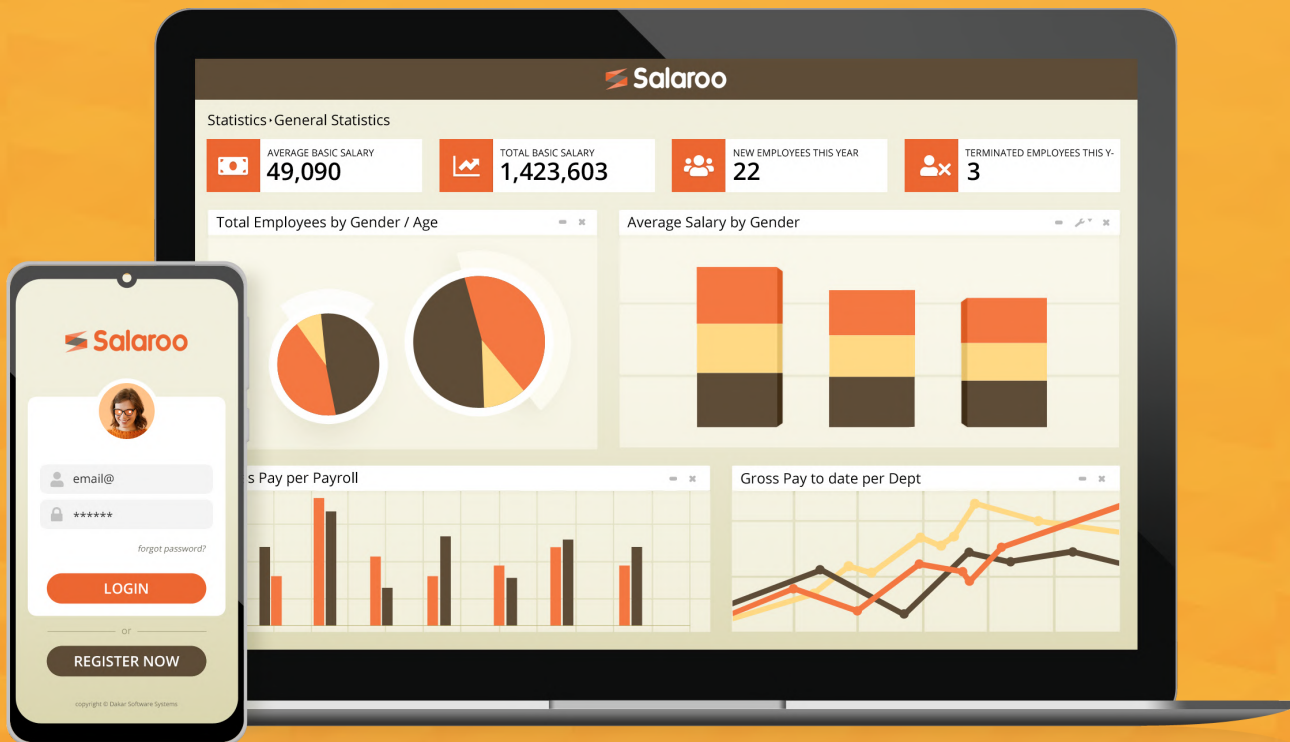 Salaroo
Statistics · General Statistics
AVERAGE BASIC SALARY
49,090
TOTAL BASIC SALARY
1,423,603
NEW EMPLOYEES THIS YEAR
22
TERMINATED EMPLOYEES THIS Y-
3
Total Employees by Gender / Age
Average Salary by Gender
s Pay per Payroll
Gross Pay to date per Dept
Salaroo
email@
******
forgot password?
LOGIN
or
REGISTER NOW
copyright © Dakar Software Systems